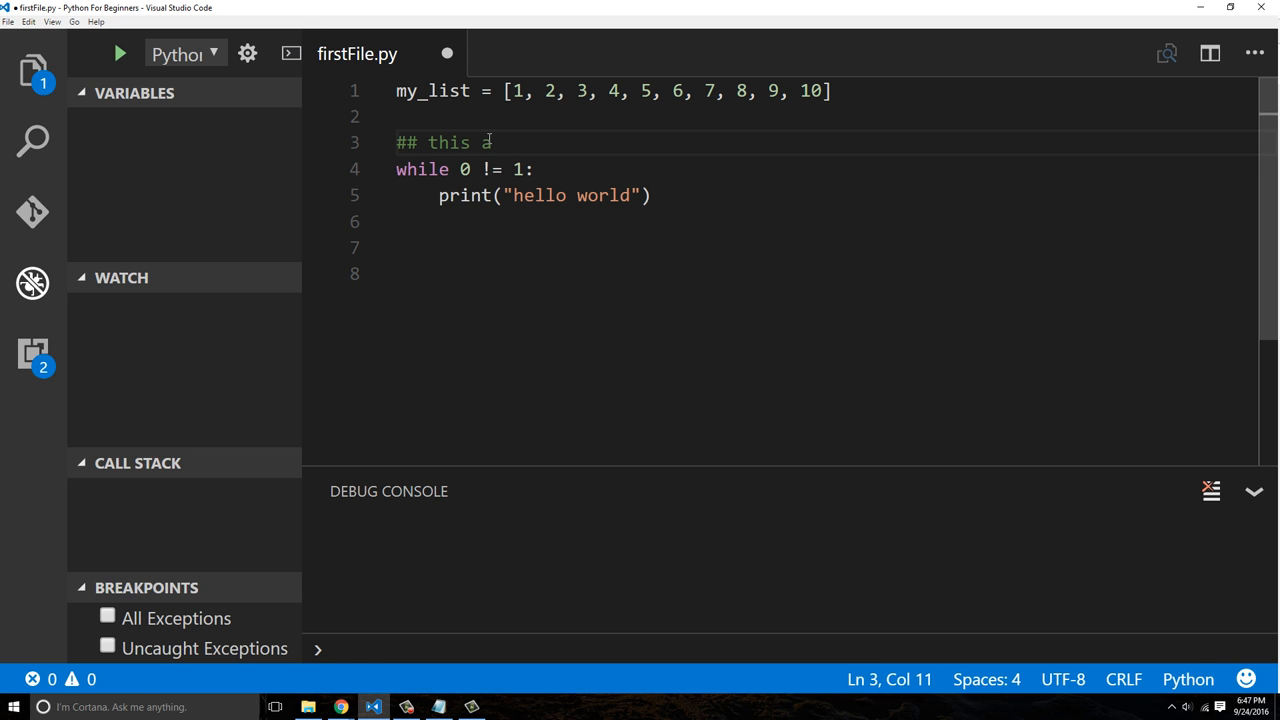 ● firstFile.py - Python For Beginners - Visual Studio Code
File Edit View Go Help
1
2
firstFile.py
VARIABLES
WATCH
CALL STACK
BREAKPOINTS
All Exceptions
Uncaught Exceptions
1 my_list = [1, 2, 3, 4, 5, 6, 7, 8, 9, 10]
2
3 ## this a
4 while 0 != 1:
5     print("hello world")
6
7
8
DEBUG CONSOLE
0 0
Ln 3, Col 11 Spaces: 4 UTF-8 CRLF Python
I'm Cortana. Ask me anything.
6:47 PM
9/24/2016